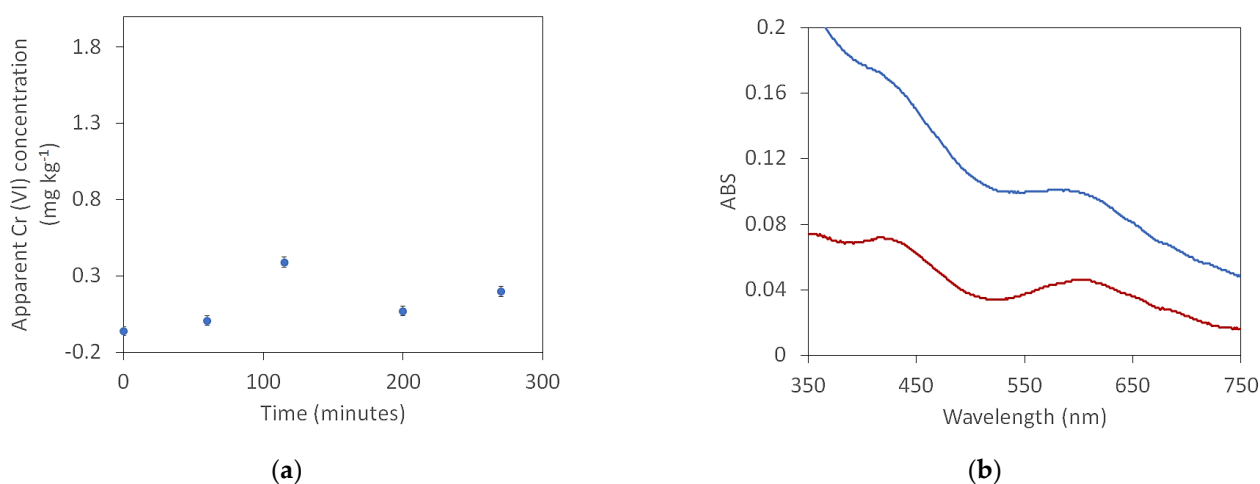 Apparent Cr (VI) concentration
(mg kg⁻¹)
1.8
1.3
0.8
0.3
-0.2
0 100 200 300
Time (minutes)
(a)
ABS
0.2
0.16
0.12
0.08
0.04
0
350 450 550 650 750
Wavelength (nm)
(b)